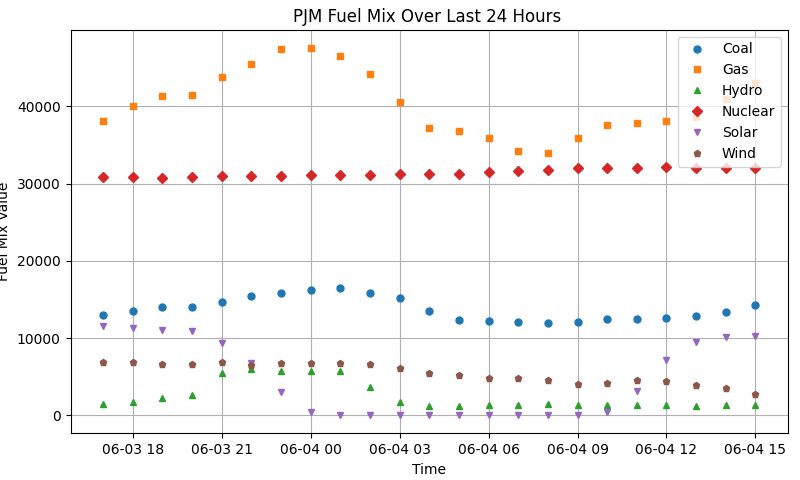 PJM Fuel Mix Over Last 24 Hours
Coal
Gas
Hydro
Nuclear
Solar
Wind
40000
30000
20000
10000
0
Fuel Mix Value
06-03 18
06-03 21
06-04 00
06-04 03
06-04 06
06-04 09
06-04 12
06-04 15
Time